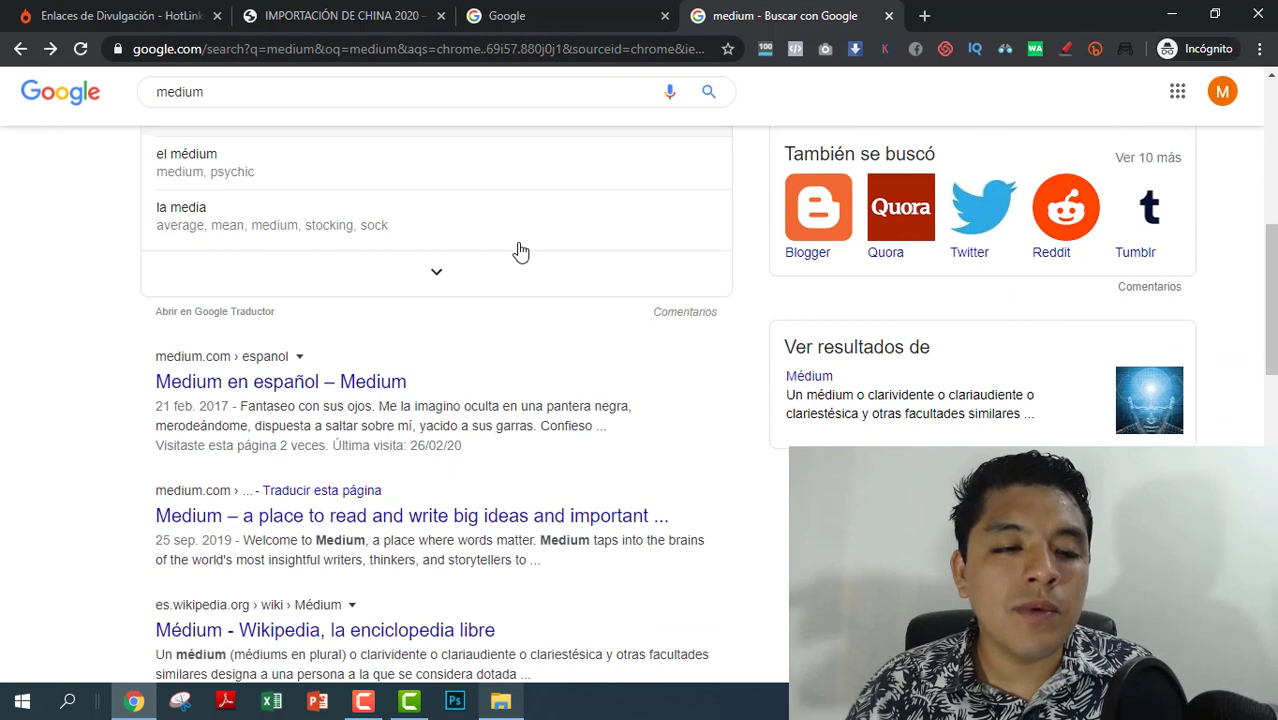 Enlaces de Divulgación - HotLink
IMPORTACIÓN DE CHINA 2020 –
Google
medium - Buscar con Google
google.com/search?q=medium&oq=medium&aqs=chrome..69i57.880j0j1&sourceid=chrome&ie...
100
K
IQ
WA
Incógnito
Google
medium
M
el médium
medium, psychic
la media
average, mean, medium, stocking, sock
Abrir en Google Traductor
Comentarios
medium.com › espanol
Medium en español – Medium
21 feb. 2017 - Fantaseo con sus ojos. Me la imagino oculta en una pantera negra,
merodeándome, dispuesta a saltar sobre mí, yacido a sus garras. Confieso ...
Visitaste esta página 2 veces. Última visita: 26/02/20
medium.com › ... - Traducir esta página
Medium – a place to read and write big ideas and important ...
25 sep. 2019 - Welcome to Medium, a place where words matter. Medium taps into the brains
of the world's most insightful writers, thinkers, and storytellers to ...
es.wikipedia.org › wiki › Médium
Médium - Wikipedia, la enciclopedia libre
Un médium (médiums en plural) o clarividente o clariaudiente o clariestésica y otras facultades
similares designa a una persona a la que se considera dotada ...
También se buscó
Ver 10 más
Quora
t
Blogger
Quora
Twitter
Reddit
Tumblr
Comentarios
Ver resultados de
Médium
Un médium o clarividente o clariaudiente o
clariestésica y otras facultades similares ...
Ps